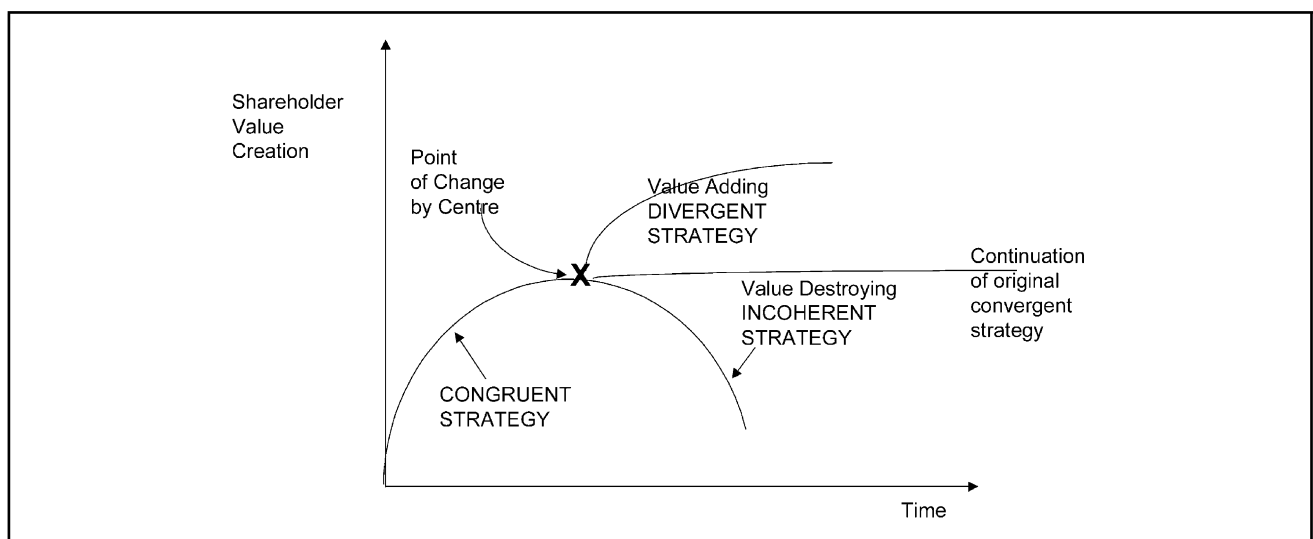 Shareholder
Value
Creation
Point
of Change
by Centre
X
Value Adding
DIVERGENT
STRATEGY
Continuation
of original
convergent
strategy
Value Destroying
INCOHERENT
STRATEGY
CONGRUENT
STRATEGY
Time